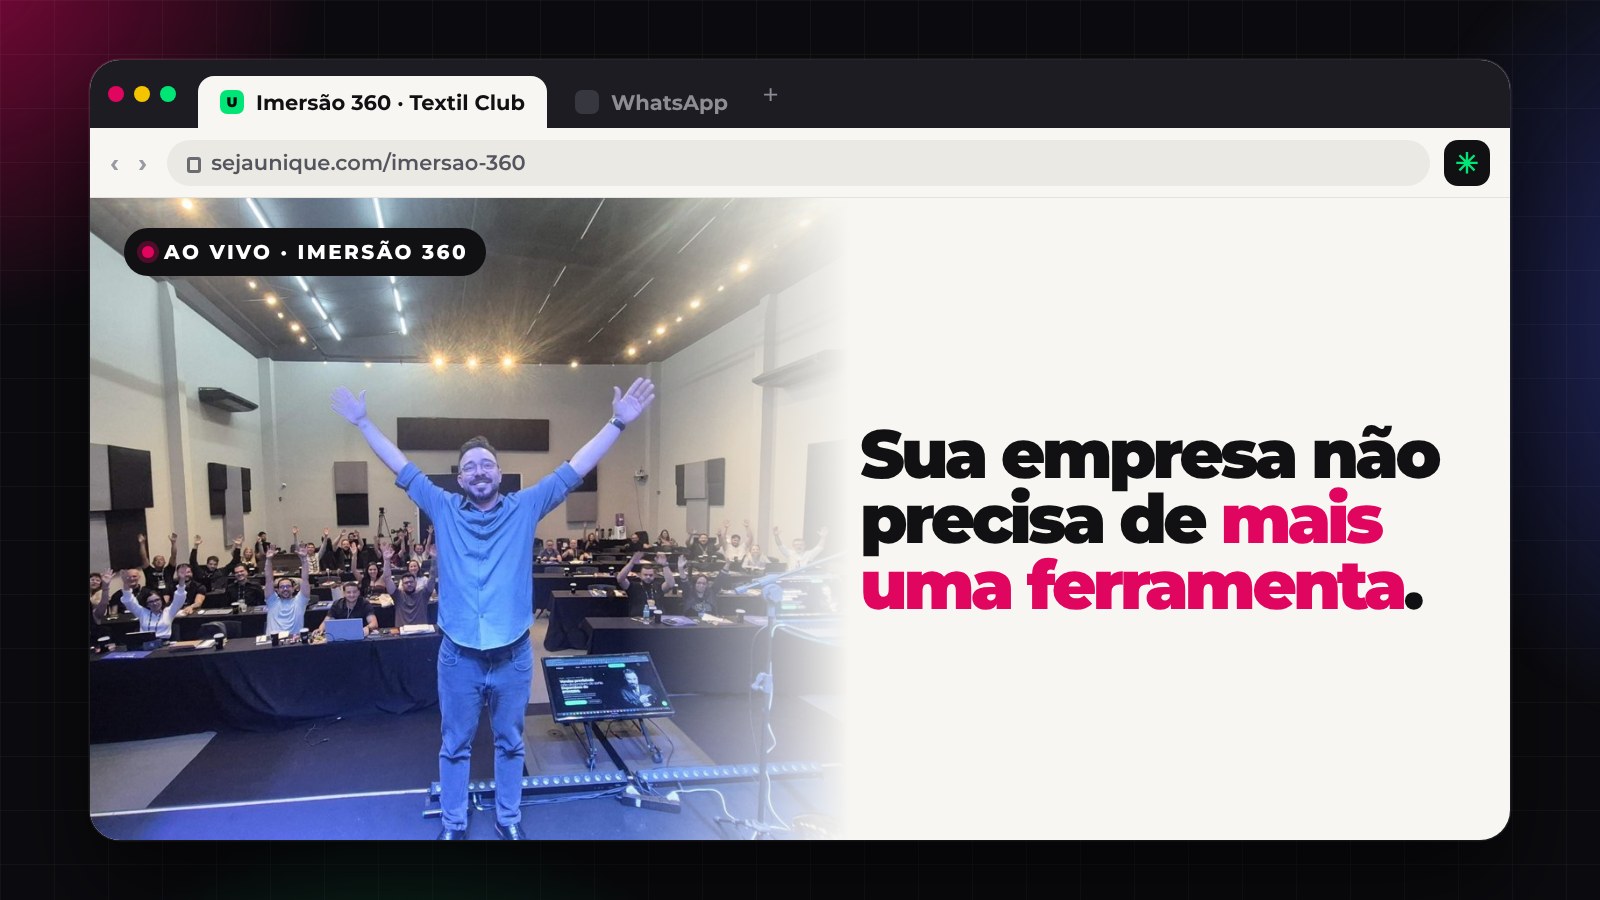 U Imersão 360 · Textil Club
WhatsApp
+
sejaunique.com/imersao-360
AO VIVO · IMERSÃO 360
Sua empresa não
precisa de mais
uma ferramenta.